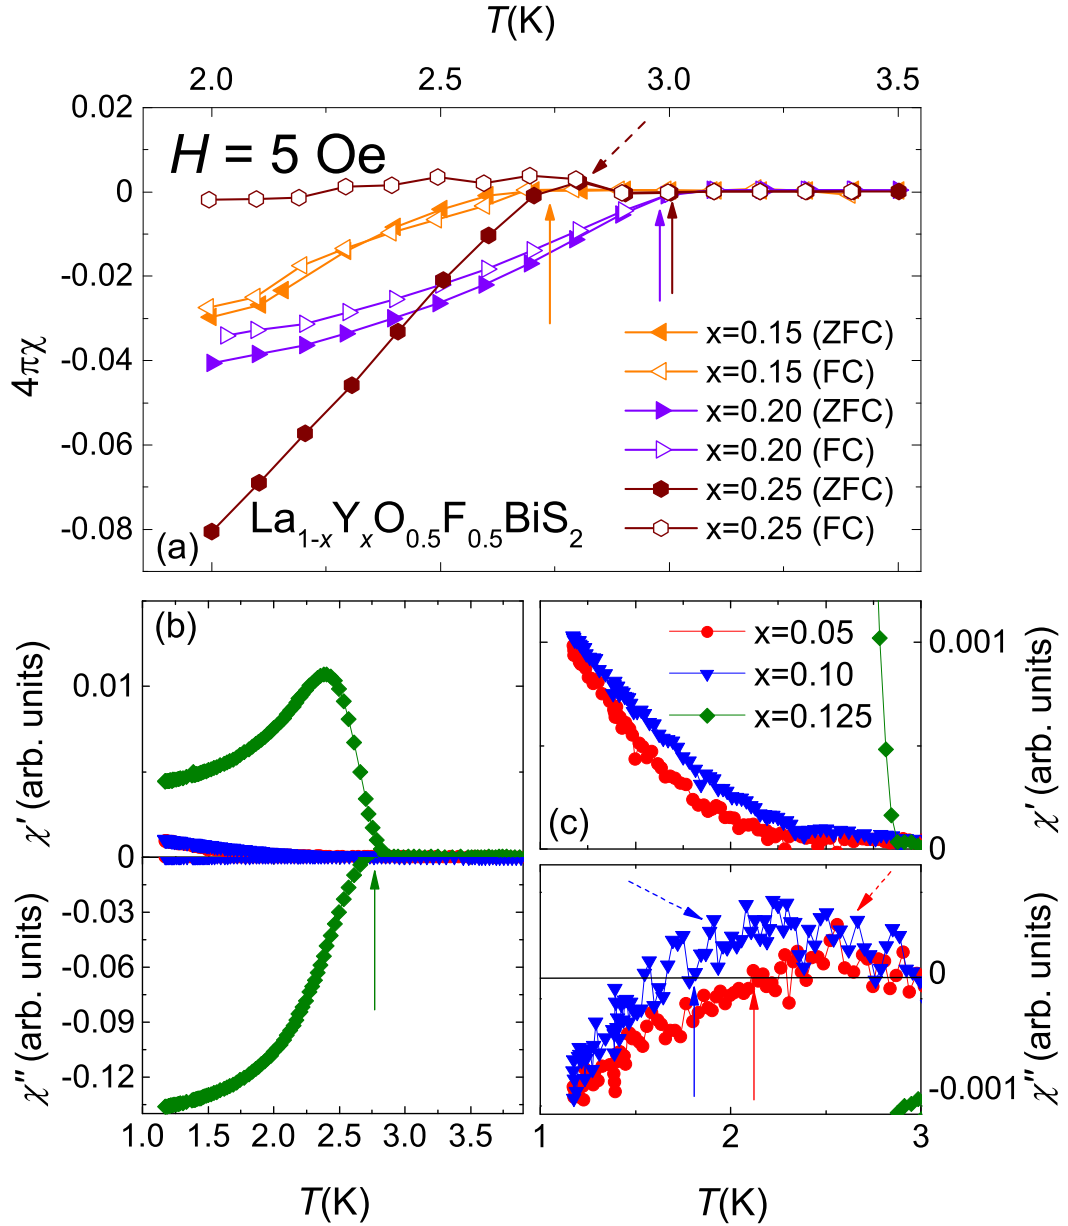 T(K)
2.0 2.5 3.0 3.5
0.02
H = 5 Oe
0
-0.02
-0.04
-0.06
-0.08
4πχ
x=0.15 (ZFC)
x=0.15 (FC)
x=0.20 (ZFC)
x=0.20 (FC)
x=0.25 (ZFC)
x=0.25 (FC)
(a)
La1-xYxO0.5F0.5BiS2
(b)
0.01
0
-0.03
-0.06
-0.09
-0.12
χ′ (arb. units)
χ″ (arb. units)
1.0 1.5 2.0 2.5 3.0 3.5
T(K)
x=0.05
x=0.10
x=0.125
(c)
0.001
0
χ′ (arb. units)
0
-0.001
χ″ (arb. units)
1 2 3
T(K)